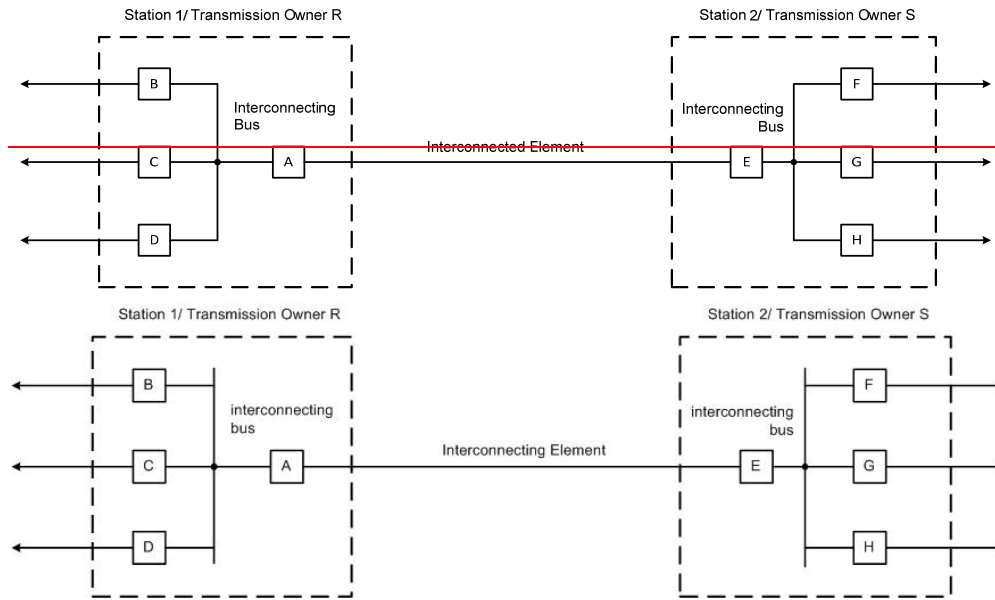 Station 1/ Transmission Owner R
Station 2/ Transmission Owner S
B
F
Interconnecting
Bus
Interconnecting
Bus
Interconnected Element
C
A
E
G
D
H
Station 1/ Transmission Owner R
Station 2/ Transmission Owner S
B
F
interconnecting
bus
interconnecting
bus
Interconnecting Element
C
A
E
G
D
H